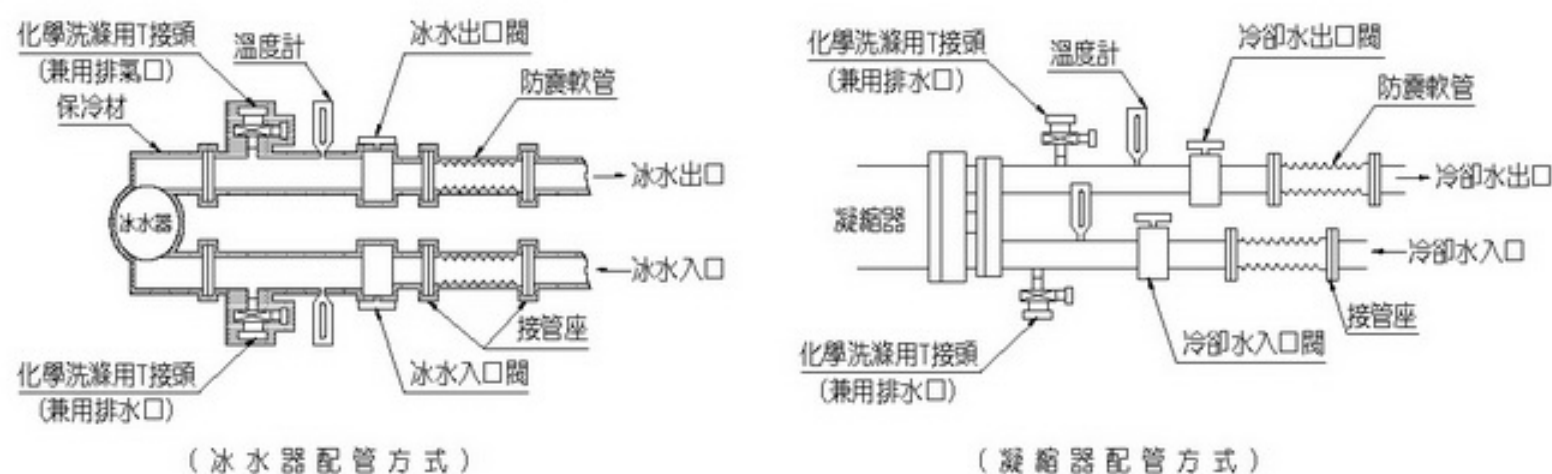 化學洗滌用T接頭
(兼用排氣口)
保冷材
溫度計
冰水出口閥
防震軟管
冰水出口
冰水器
冰水入口
接管座
化學洗滌用T接頭
(兼用排水口)
冰水入口閥
(冰水器配管方式)
化學洗滌用T接頭
(兼用排水口)
溫度計
冷卻水出口閥
防震軟管
冷卻水出口
凝縮器
冷卻水入口
接管座
冷卻水入口閥
化學洗滌用T接頭
(兼用排水口)
(凝縮器配管方式)